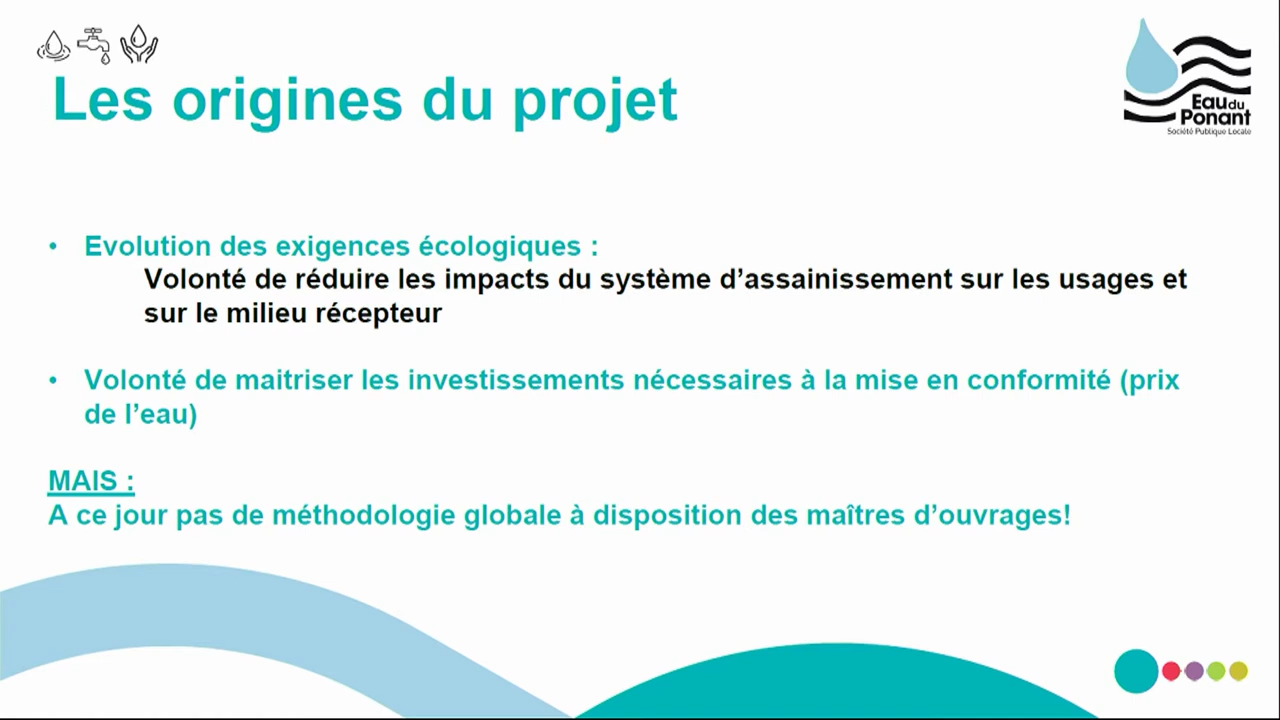 Les origines du projet
Eau du
Ponant
Société Publique Locale
• Evolution des exigences écologiques :
Volonté de réduire les impacts du système d’assainissement sur les usages et
sur le milieu récepteur
• Volonté de maitriser les investissements nécessaires à la mise en conformité (prix
de l’eau)
MAIS :
A ce jour pas de méthodologie globale à disposition des maîtres d’ouvrages!